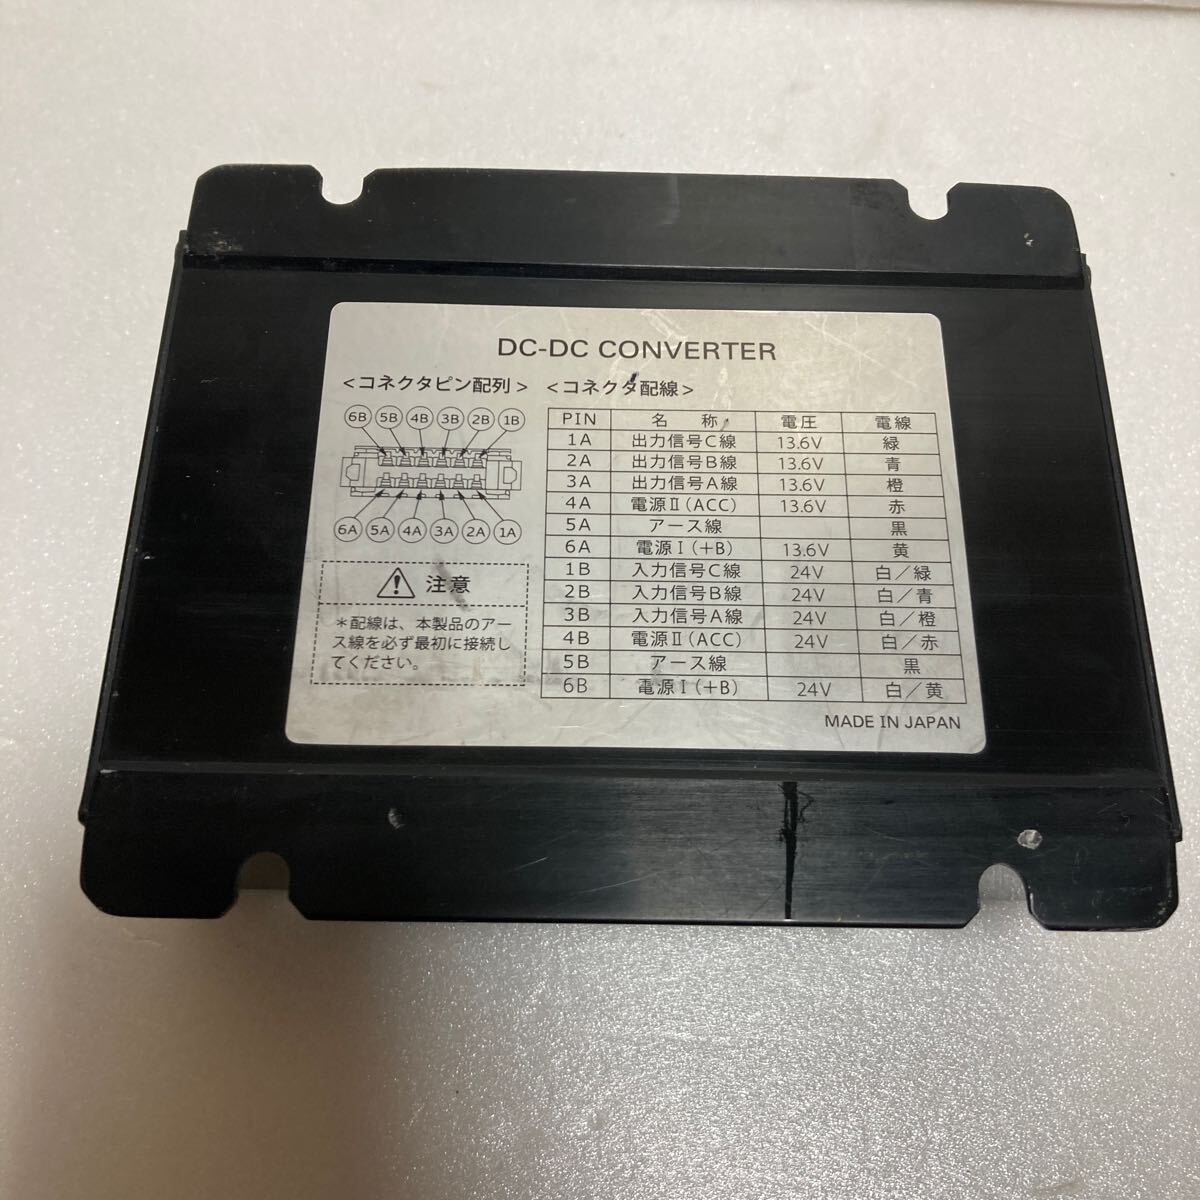 DC-DC CONVERTER
<コネクタピン配列>
6B 5B 4B 3B 2B 1B
6A 5A 4A 3A 2A 1A
注意
＊配線は、本製品のアー
ス線を必ず最初に接続し
てください。
<コネクタ配線>
PIN 名 称 電圧 電線
1A 出力信号C線 13.6V 緑
2A 出力信号B線 13.6V 青
3A 出力信号A線 13.6V 橙
4A 電源Ⅱ(ACC) 13.6V 赤
5A アース線 黒
6A 電源Ⅰ(+B) 13.6V 黄
1B 入力信号C線 24V 白／緑
2B 入力信号B線 24V 白／青
3B 入力信号A線 24V 白／橙
4B 電源Ⅱ(ACC) 24V 白／赤
5B アース線 黒
6B 電源Ⅰ(+B) 24V 白／黄
MADE IN JAPAN